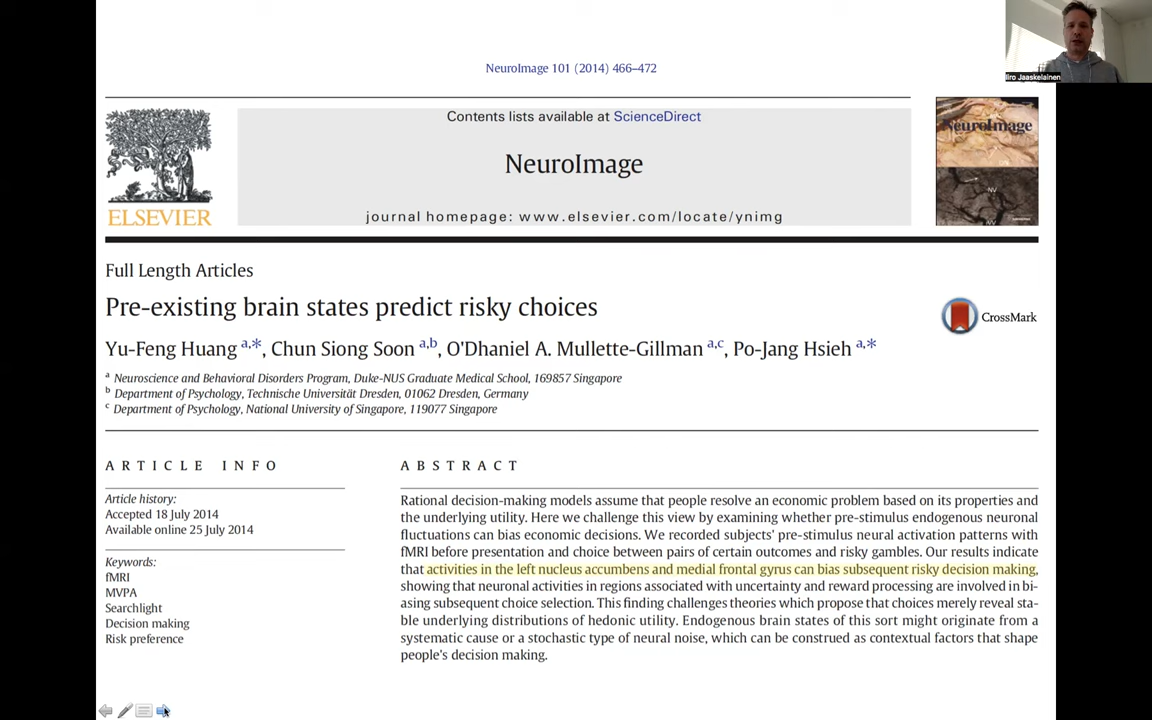 NeuroImage 101 (2014) 466–472
Iiro Jaaskelainen
Contents lists available at ScienceDirect
NeuroImage
journal homepage: www.elsevier.com/locate/ynimg
ELSEVIER
NeuroImage
Full Length Articles
Pre-existing brain states predict risky choices
CrossMark
Yu-Feng Huang a,*, Chun Siong Soon a,b, O'Dhaniel A. Mullette-Gillman a,c, Po-Jang Hsieh a,*
a Neuroscience and Behavioral Disorders Program, Duke-NUS Graduate Medical School, 169857 Singapore
b Department of Psychology, Technische Universität Dresden, 01062 Dresden, Germany
c Department of Psychology, National University of Singapore, 119077 Singapore
ARTICLE INFO
Article history:
Accepted 18 July 2014
Available online 25 July 2014
Keywords:
fMRI
MVPA
Searchlight
Decision making
Risk preference
ABSTRACT
Rational decision-making models assume that people resolve an economic problem based on its properties and
the underlying utility. Here we challenge this view by examining whether pre-stimulus endogenous neuronal
fluctuations can bias economic decisions. We recorded subjects' pre-stimulus neural activation patterns with
fMRI before presentation and choice between pairs of certain outcomes and risky gambles. Our results indicate
that activities in the left nucleus accumbens and medial frontal gyrus can bias subsequent risky decision making,
showing that neuronal activities in regions associated with uncertainty and reward processing are involved in bi-
asing subsequent choice selection. This finding challenges theories which propose that choices merely reveal sta-
ble underlying distributions of hedonic utility. Endogenous brain states of this sort might originate from a
systematic cause or a stochastic type of neural noise, which can be construed as contextual factors that shape
people's decision making.